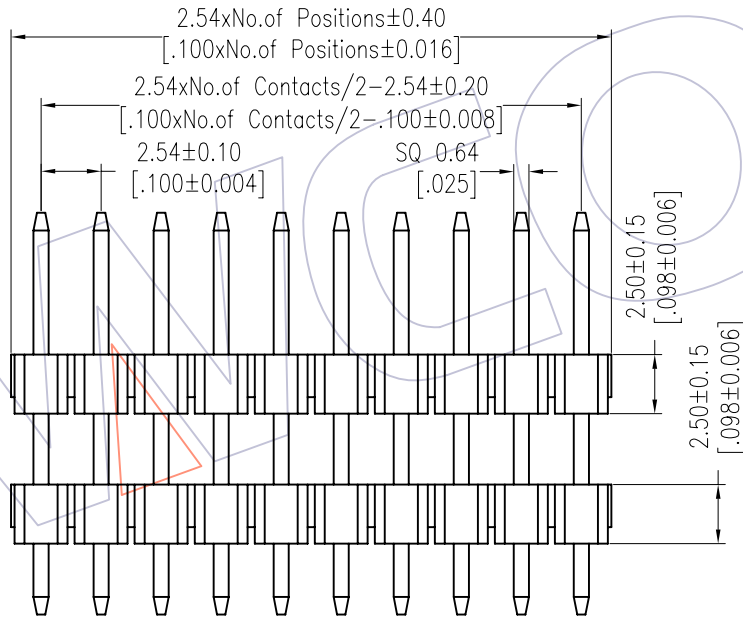 2.54xNo.of Positions±0.40
[.100xNo.of Positions±0.016]
2.54xNo.of Contacts/2-2.54±0.20
[.100xNo.of Contacts/2-.100±0.008]
2.54±0.10
[.100±0.004]
SQ 0.64
[.025]
2.50±0.15
[.098±0.006]
2.50±0.15
[.098±0.006]
WCO